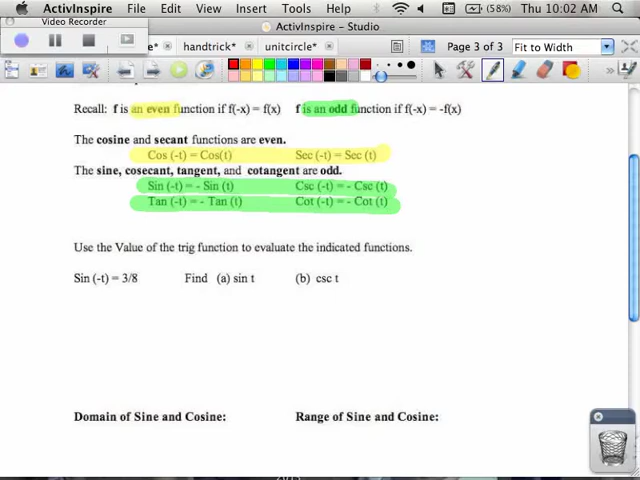 ActivInspire File Edit View Insert Tools Help (58%) Thu 10:02 AM
Video Recorder
ActivInspire - Studio
handtrick* unitcircle* Page 3 of 3 Fit to Width
Recall: f is an even function if f(-x) = f(x) f is an odd function if f(-x) = -f(x)
The cosine and secant functions are even.
Cos (-t) = Cos(t) Sec (-t) = Sec (t)
The sine, cosecant, tangent, and cotangent are odd.
Sin (-t) = - Sin (t) Csc (-t) = - Csc (t)
Tan (-t) = - Tan (t) Cot (-t) = - Cot (t)
Use the Value of the trig function to evaluate the indicated functions.
Sin (-t) = 3/8 Find (a) sin t (b) csc t
Domain of Sine and Cosine: Range of Sine and Cosine: